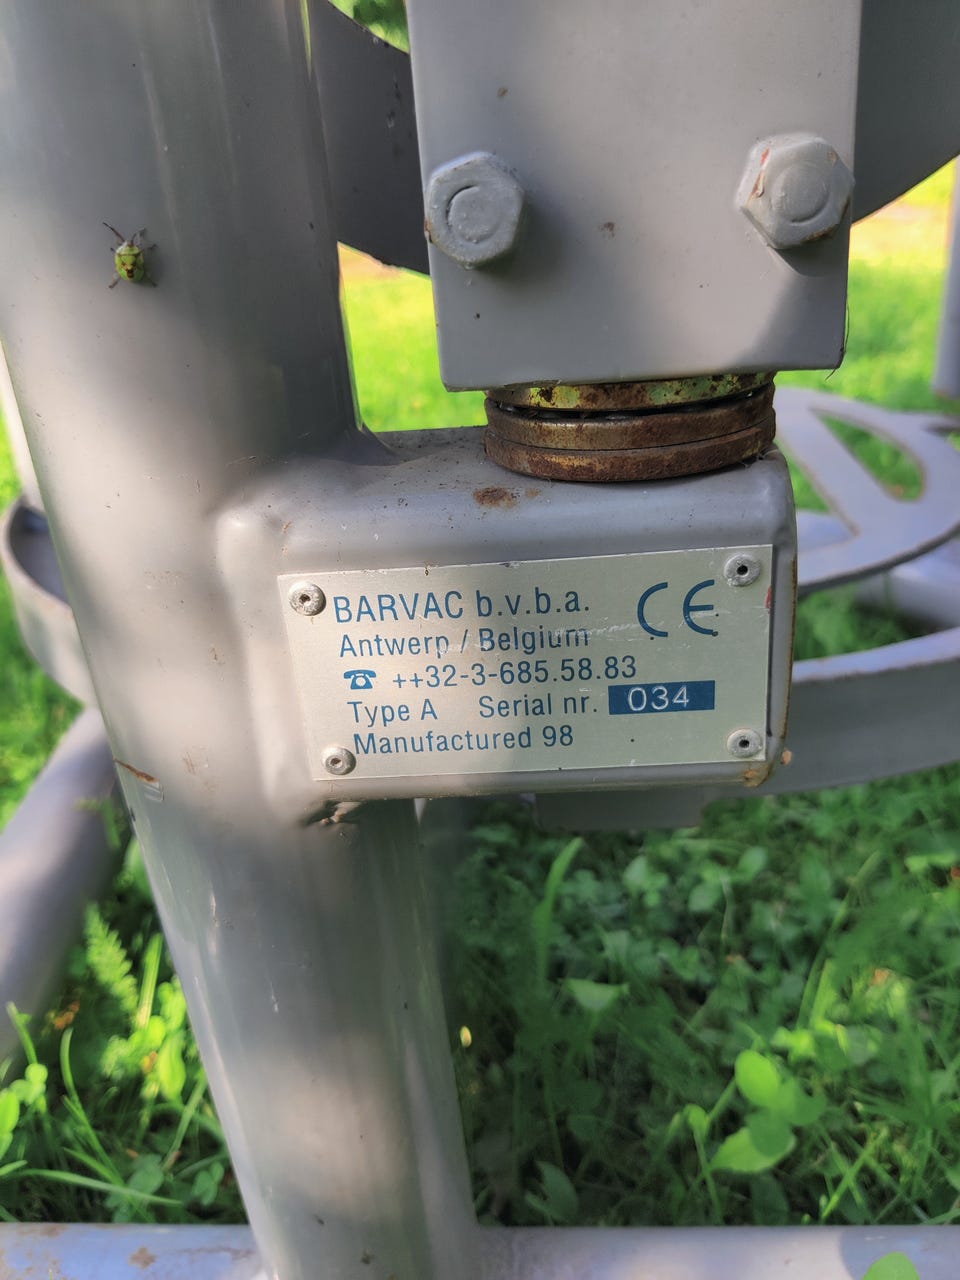 BARVAC b.v.b.a. CE
Antwerp / Belgium
☎ ++32-3-685.58.83
Type A Serial nr. 034
Manufactured 98